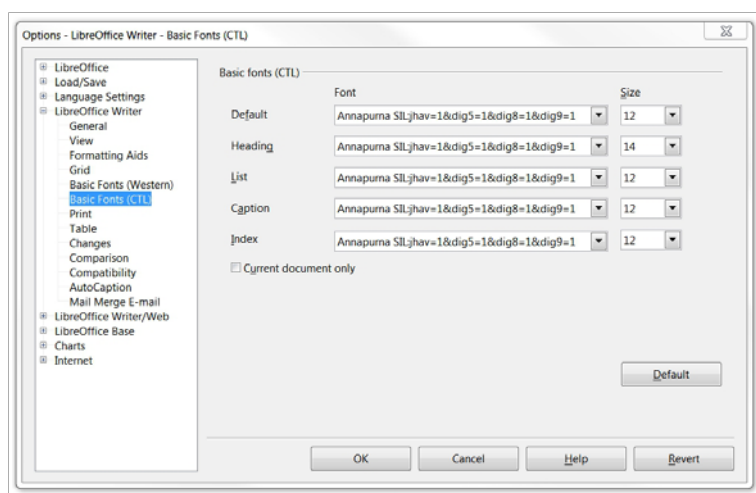 Options - LibreOffice Writer - Basic Fonts (CTL)
LibreOffice
Load/Save
Language Settings
LibreOffice Writer
General
View
Formatting Aids
Grid
Basic Fonts (Western)
Basic Fonts (CTL)
Print
Table
Changes
Comparison
Compatibility
AutoCaption
Mail Merge E-mail
LibreOffice Writer/Web
LibreOffice Base
Charts
Internet
Basic fonts (CTL)
Font Size
Default Annapurna SIL:jhav=1&dig5=1&dig8=1&dig9=1 12
Heading Annapurna SIL:jhav=1&dig5=1&dig8=1&dig9=1 14
List Annapurna SIL:jhav=1&dig5=1&dig8=1&dig9=1 12
Caption Annapurna SIL:jhav=1&dig5=1&dig8=1&dig9=1 12
Index Annapurna SIL:jhav=1&dig5=1&dig8=1&dig9=1 12
Current document only
Default
OK Cancel Help Revert